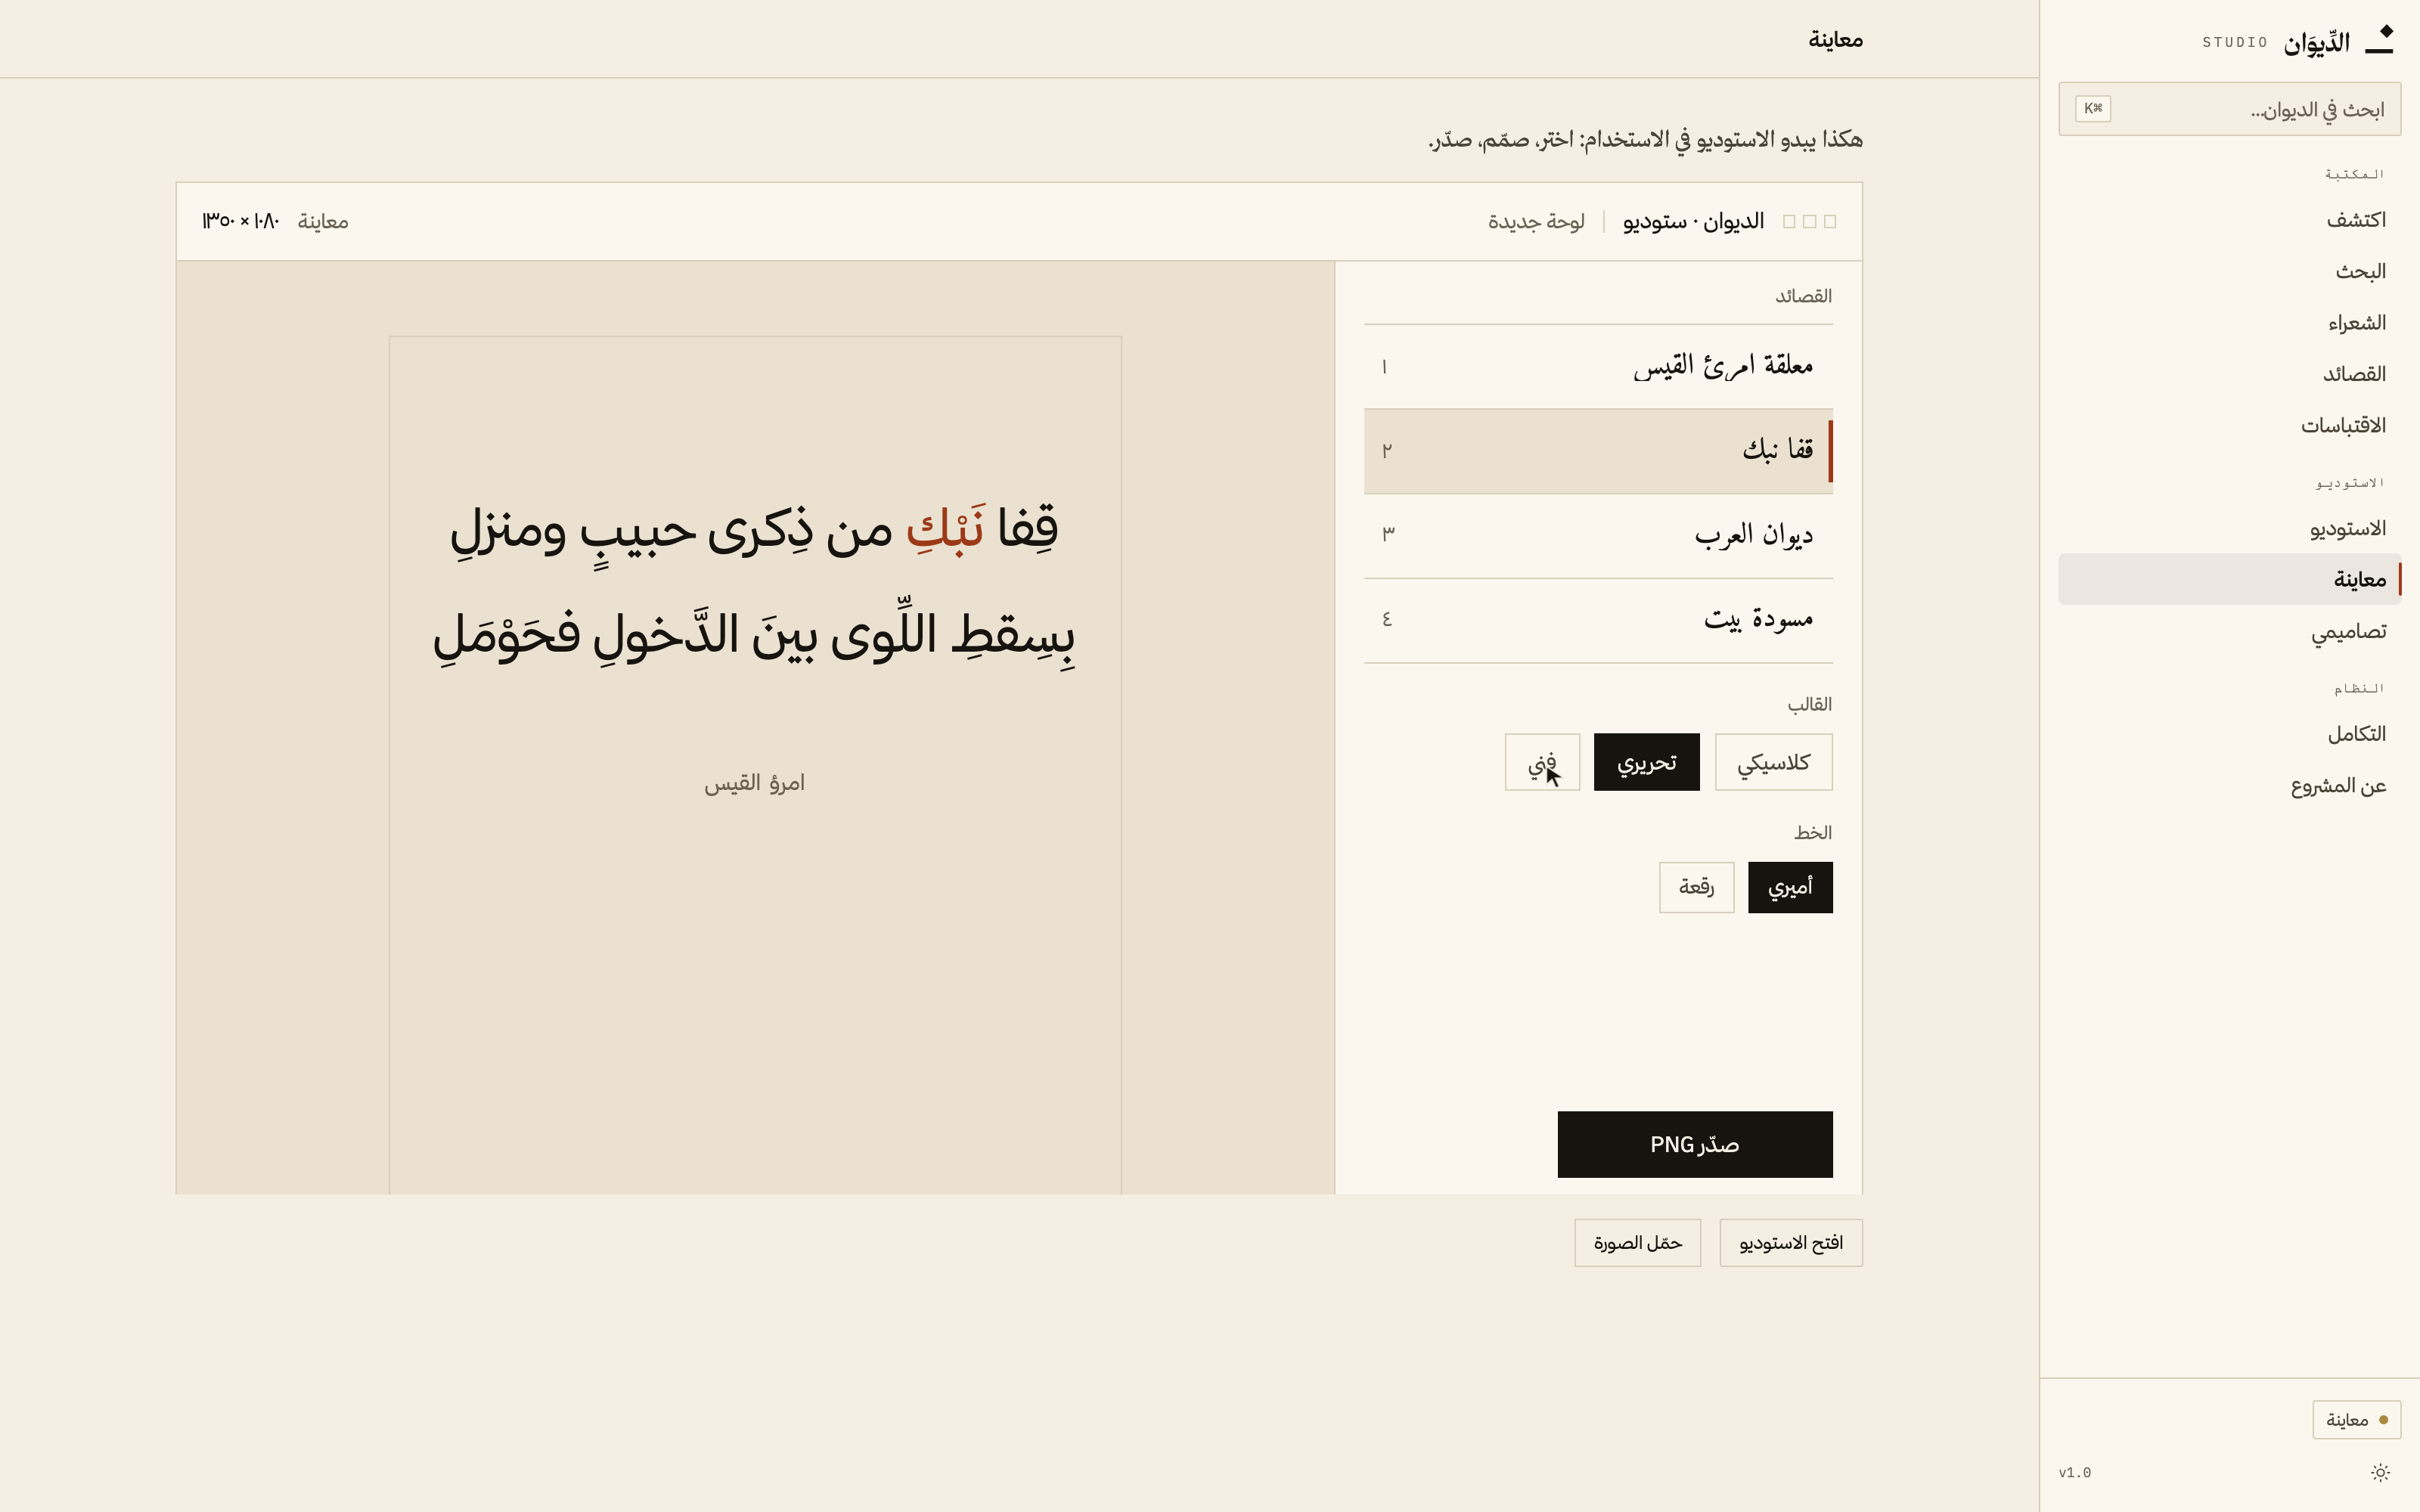 الدِّيوَان STUDIO
ابحث في الديوان... ⌘K
المكتبة
اكتشف
البحث
الشعراء
القصائد
الاقتباسات
الاستوديو
الاستوديو
معاينة
تصاميمي
النظام
التكامل
عن المشروع
معاينة
v1.0
معاينة
هكذا يبدو الاستوديو في الاستخدام: اختر، صمّم، صدّر.
الديوان · ستوديو لوحة جديدة
معاينة ١٠٨٠ × ١٣٥٠
القصائد
معلقة امرئ القيس ١
قفا نبك ٢
ديوان العرب ٣
مسودة بيت ٤
القالب
كلاسيكي تحريري فني
الخط
أميري رقعة
صدّر PNG
قِفا نَبْكِ من ذِكرى حبيبٍ ومنزلِ
بِسِقطِ اللِّوى بينَ الدَّخولِ فحَوْمَلِ
امرؤ القيس
افتح الاستوديو حمّل الصورة